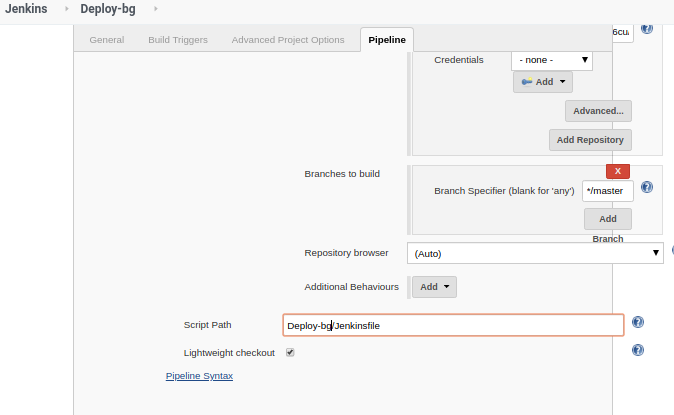 Jenkins Deploy-bg
General Build Triggers Advanced Project Options Pipeline
Credentials - none -
Add
Advanced...
Add Repository
Branches to build
X
Branch Specifier (blank for 'any') */master
Add
Branch
Repository browser (Auto)
Additional Behaviours Add
Script Path Deploy-bg/Jenkinsfile
Lightweight checkout
Pipeline Syntax